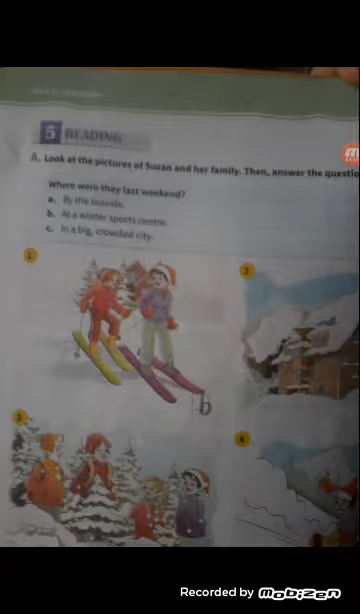 5 READING
A. Look at the pictures of Susan and her family. Then, answer the questio
Where were they last weekend?
a. By the seaside.
b. At a winter sports centre.
c. In a big, crowded city.
1
2
b
3
4
Recorded by mobizen